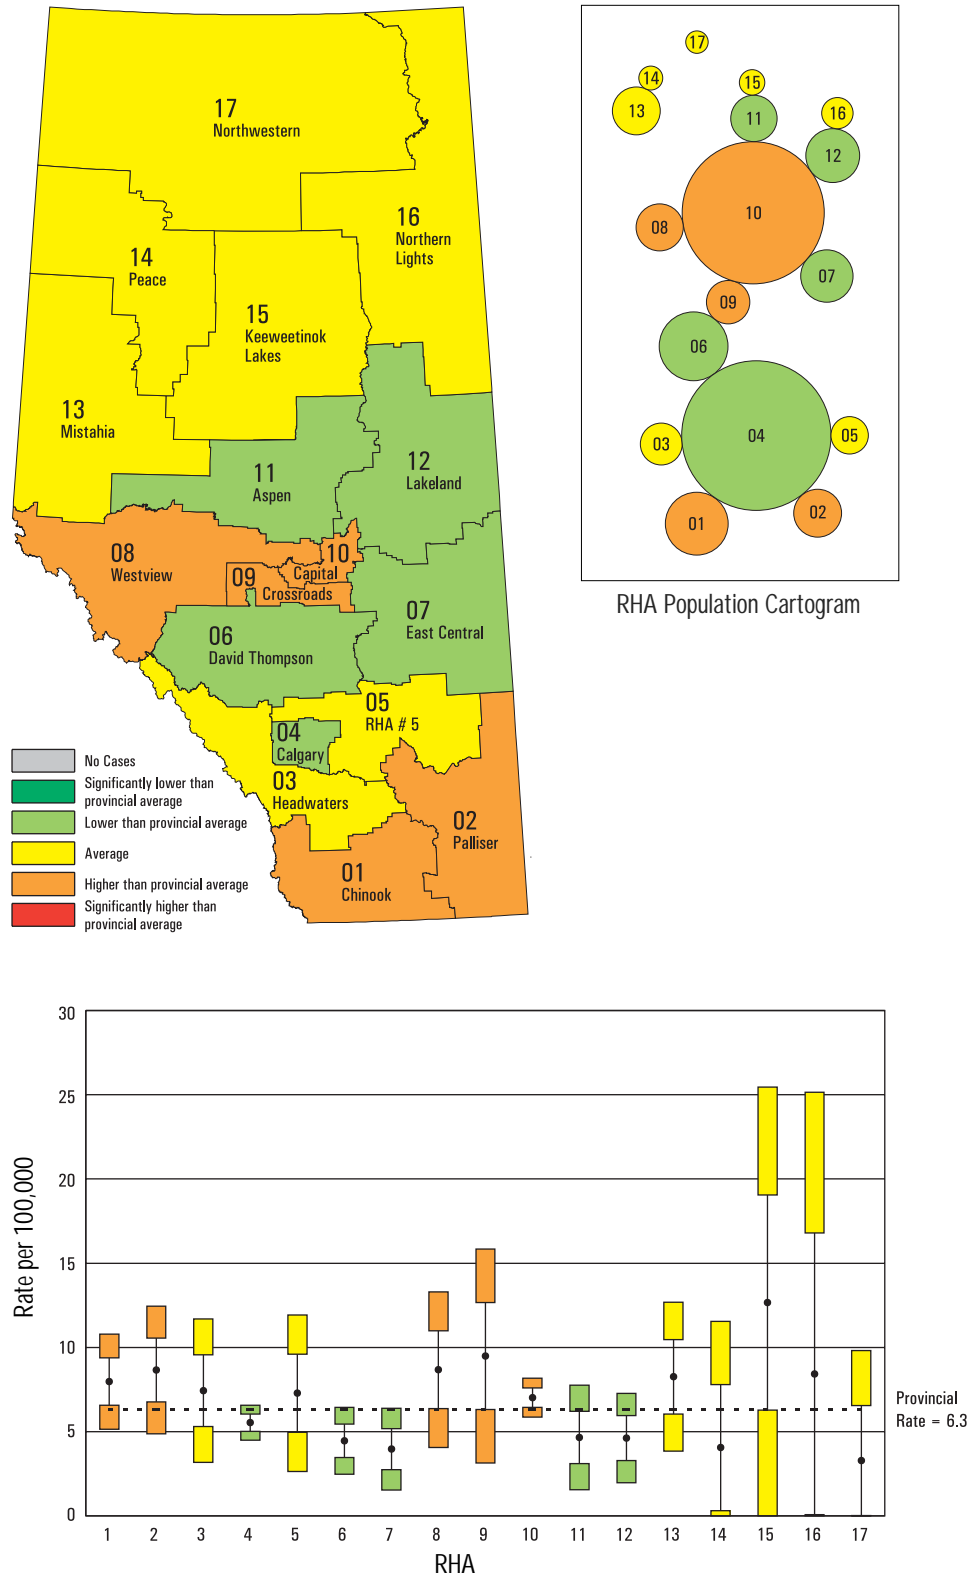 17
Northwestern
16
Northern
Lights
14
Peace
15
Keeweetinok
Lakes
13
Mistahia
11
Aspen
12
Lakeland
08
Westview
10
Capital
09
Crossroads
07
East Central
06
David Thompson
05
RHA # 5
04
Calgary
03
Headwaters
02
Palliser
01
Chinook
No Cases
Significantly lower than
provincial average
Lower than provincial average
Average
Higher than provincial average
Significantly higher than
provincial average
17
14
15
13
11
16
12
10
08
07
09
06
04
03
05
01
02
RHA Population Cartogram
30
25
20
15
10
5
0
Rate per 100,000
Provincial
Rate = 6.3
1 2 3 4 5 6 7 8 9 10 11 12 13 14 15 16 17
RHA